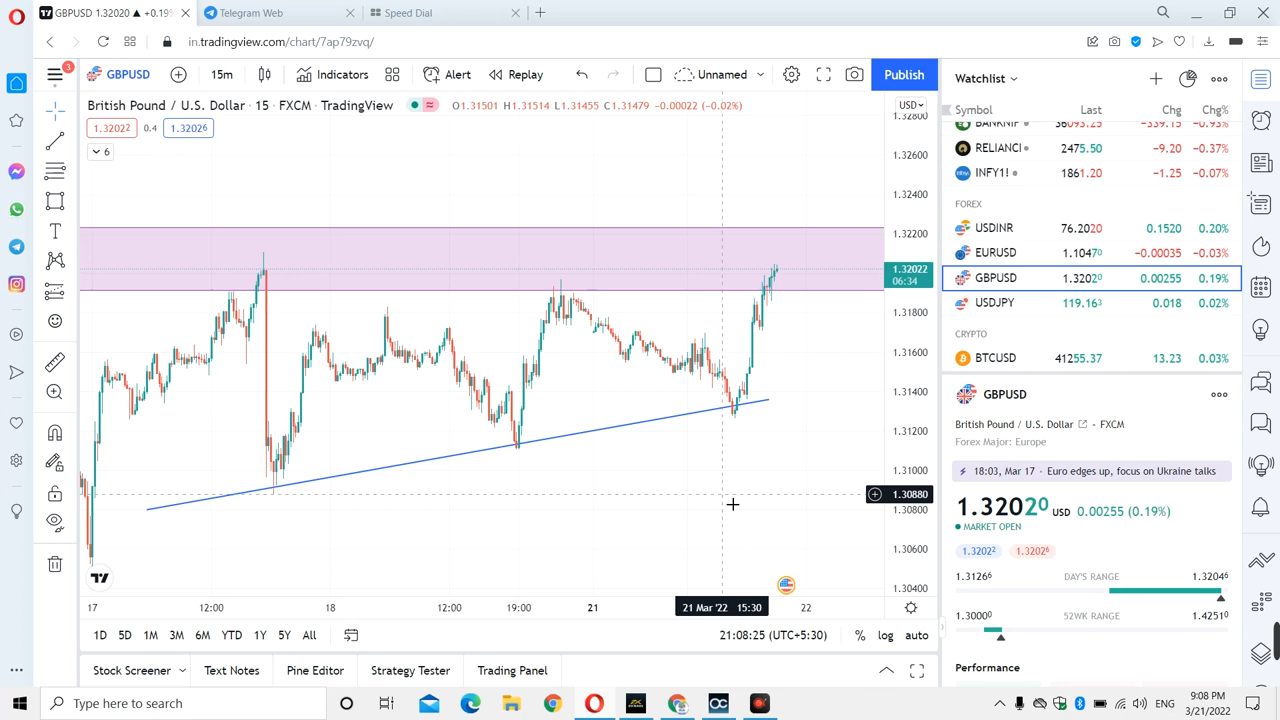 GBPUSD 1.32020 ▲ +0.19%
Telegram Web
Speed Dial
in.tradingview.com/chart/7ap79zvq/
3
GBPUSD
15m
Indicators
Alert
Replay
Unnamed
Publish
Watchlist
British Pound / U.S. Dollar · 15 · FXCM · TradingView
O1.31501 H1.31514 L1.31455 C1.31479 −0.00022 (−0.02%)
USD
1.32022
0.4
1.32026
6
Symbol Last Chg Chg%
BANKNIF 36093.25 −339.15 −0.93%
RELIANCI 2475.50 −9.20 −0.37%
INFY1! 1861.20 −1.25 −0.07%
FOREX
USDINR 76.2020 0.1520 0.20%
EURUSD 1.10470 −0.00035 −0.03%
GBPUSD 1.32020 0.00255 0.19%
USDJPY 119.163 0.018 0.02%
CRYPTO
BTCUSD 41255.37 13.23 0.03%
1.32800
1.32600
1.32400
1.32200
1.32022
06:34
1.31800
1.31600
1.31400
1.31200
1.31000
1.30880
1.30800
1.30600
1.30400
GBPUSD
British Pound / U.S. Dollar · FXCM
Forex Major: Europe
18:03, Mar 17 · Euro edges up, focus on Ukraine talks
1.32020 USD 0.00255 (0.19%)
MARKET OPEN
1.32022
1.32026
1.31266 DAY'S RANGE 1.32046
1.30000 52WK RANGE 1.42510
Performance
17 12:00 18 12:00 19:00 21 21 Mar '22 15:30 22
1D 5D 1M 3M 6M YTD 1Y 5Y All
21:08:25 (UTC+5:30)
% log auto
Stock Screener
Text Notes
Pine Editor
Strategy Tester
Trading Panel
Type here to search
ENG
9:08 PM
3/21/2022